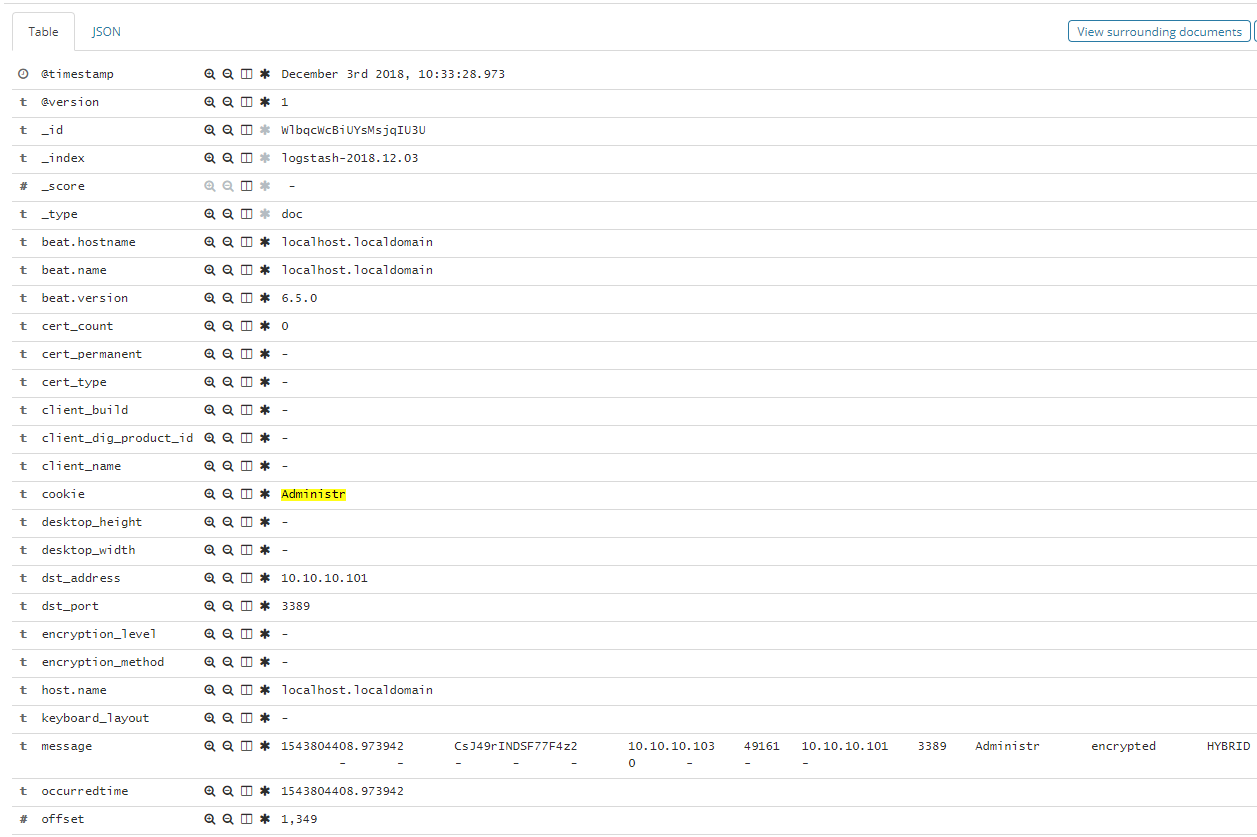 Table JSON View surrounding documents
@timestamp December 3rd 2018, 10:33:28.973
t @version 1
t _id WlbqcWcBiUYsMsjqIU3U
t _index logstash-2018.12.03
# _score -
t _type doc
t beat.hostname localhost.localdomain
t beat.name localhost.localdomain
t beat.version 6.5.0
t cert_count 0
t cert_permanent -
t cert_type -
t client_build -
t client_dig_product_id -
t client_name -
t cookie Administr
t desktop_height -
t desktop_width -
t dst_address 10.10.10.101
t dst_port 3389
t encryption_level -
t encryption_method -
t host.name localhost.localdomain
t keyboard_layout -
t message 1543804408.973942 CsJ49rINDSF77F4z2 10.10.10.103 49161 10.10.10.101 3389 Administr encrypted HYBRID
- - - - - 0 - - -
t occurredtime 1543804408.973942
# offset 1,349